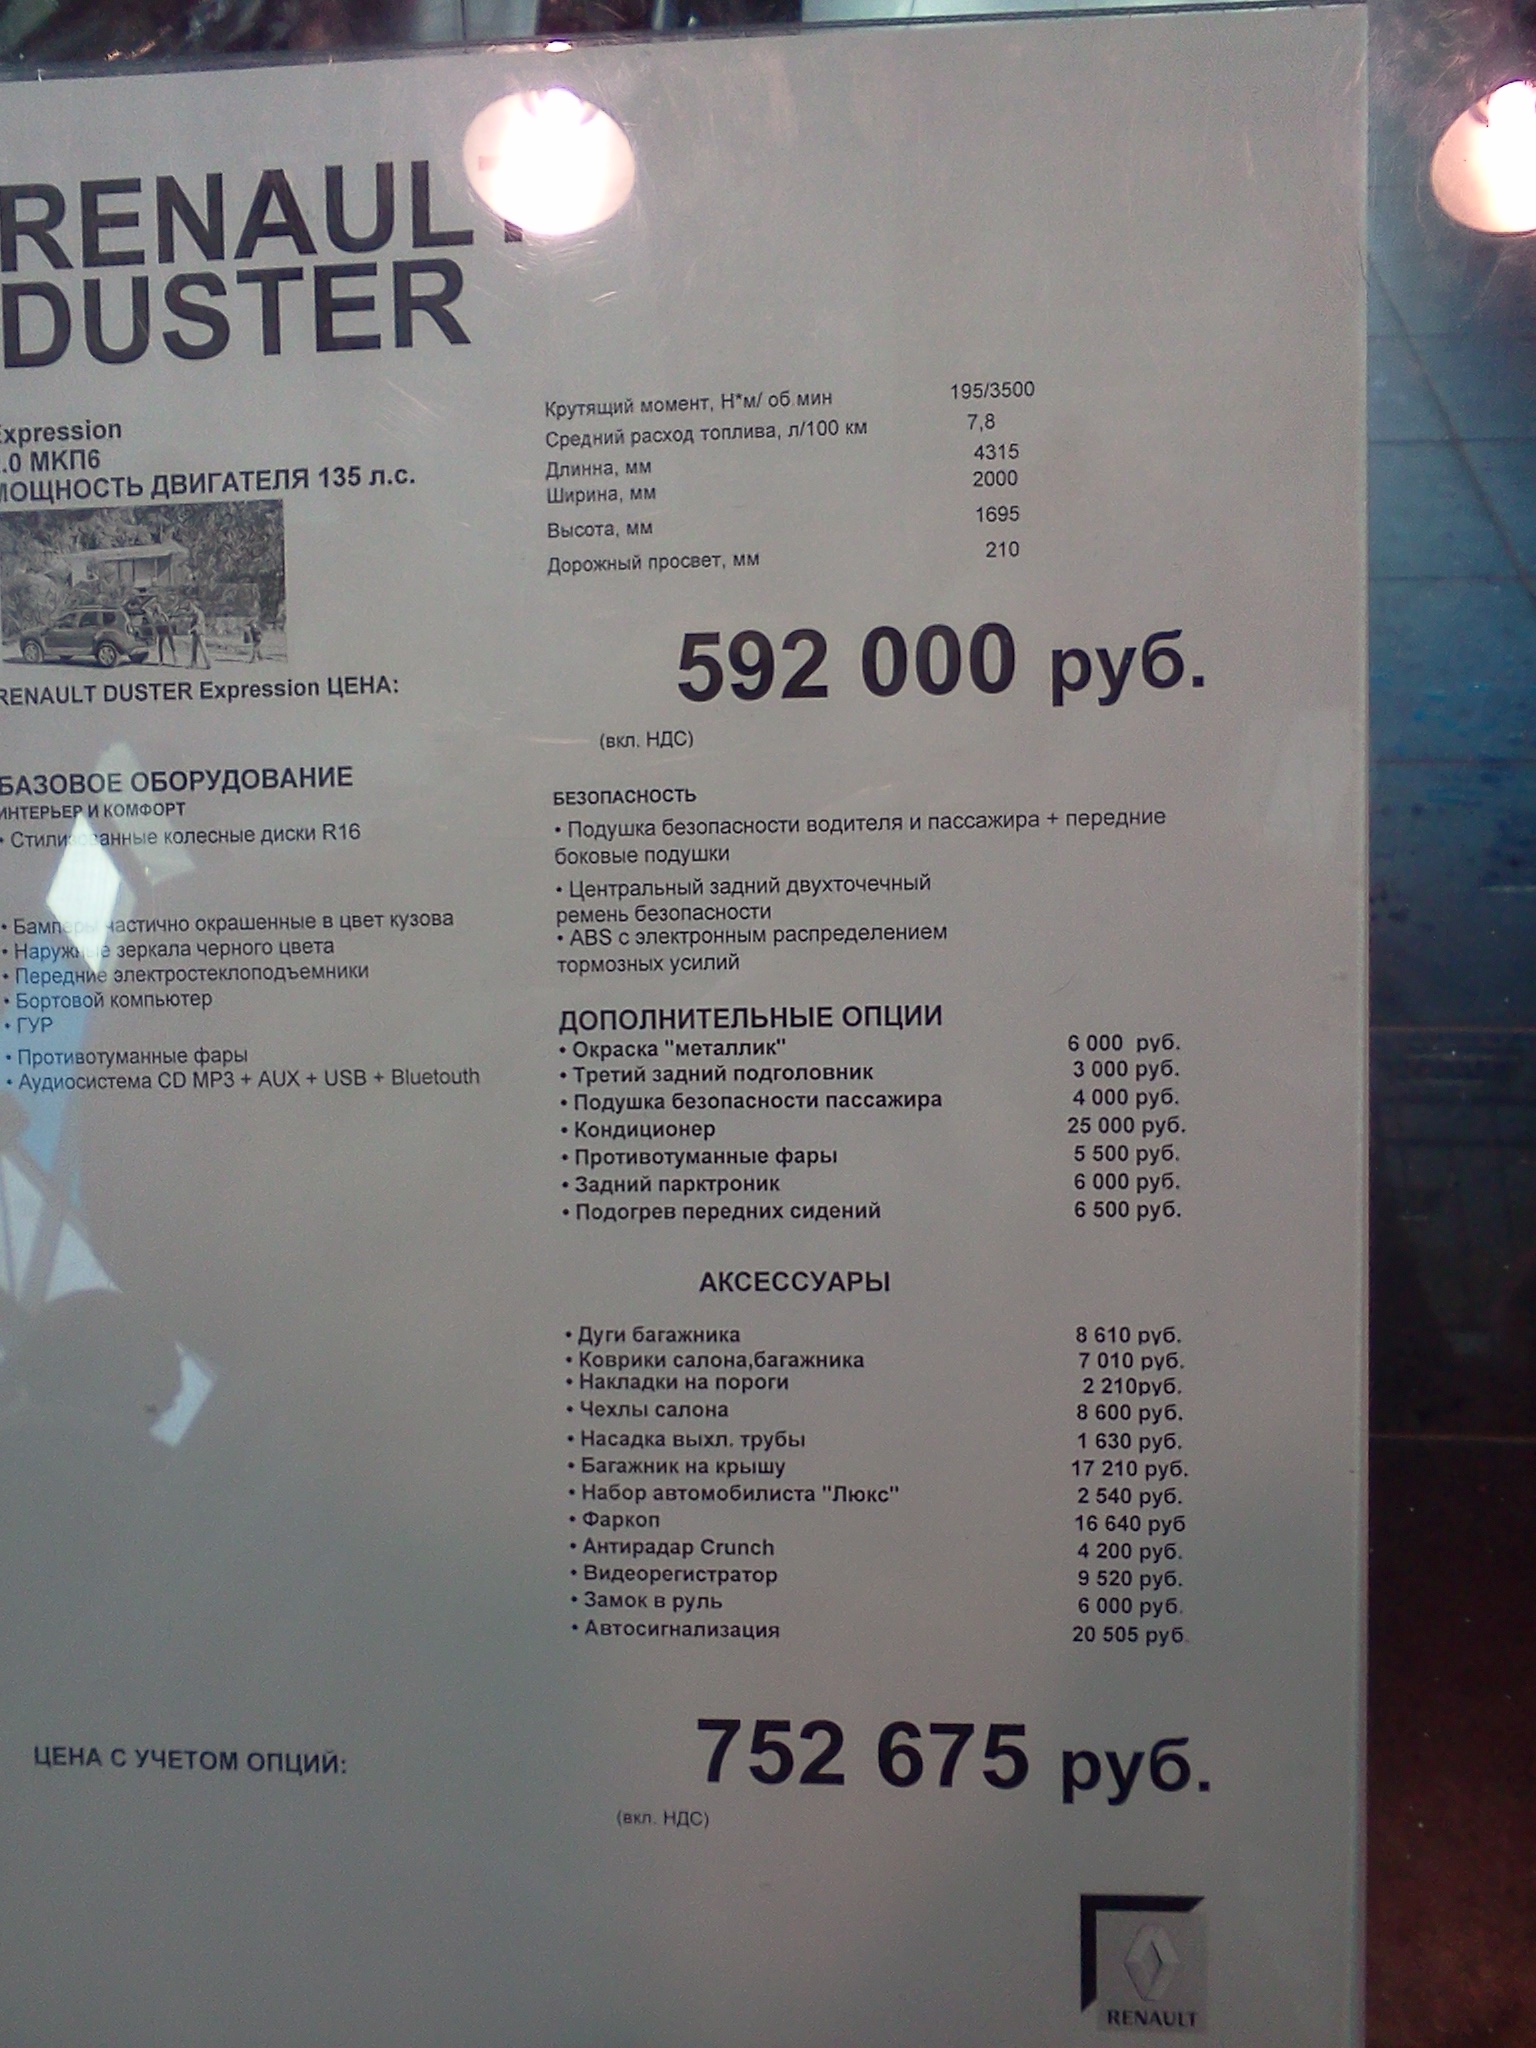 RENAULT
DUSTER
Expression
.0 МКП6
МОЩНОСТЬ ДВИГАТЕЛЯ 135 л.с.
Крутящий момент, Н*м/ об.мин 195/3500
Средний расход топлива, л/100 км 7,8
Длинна, мм 4315
Ширина, мм 2000
Высота, мм 1695
Дорожный просвет, мм 210
RENAULT DUSTER Expression ЦЕНА: 592 000 руб.
(вкл. НДС)
БАЗОВОЕ ОБОРУДОВАНИЕ
ИНТЕРЬЕР И КОМФОРТ
• Стилизованные колесные диски R16
• Бамперы частично окрашенные в цвет кузова
• Наружные зеркала черного цвета
• Передние электростеклоподъемники
• Бортовой компьютер
• ГУР
• Противотуманные фары
• Аудиосистема CD MP3 + AUX + USB + Bluetouth
БЕЗОПАСНОСТЬ
• Подушка безопасности водителя и пассажира + передние
боковые подушки
• Центральный задний двухточечный
ремень безопасности
• ABS с электронным распределением
тормозных усилий
ДОПОЛНИТЕЛЬНЫЕ ОПЦИИ
• Окраска "металлик" 6 000 руб.
• Третий задний подголовник 3 000 руб.
• Подушка безопасности пассажира 4 000 руб.
• Кондиционер 25 000 руб.
• Противотуманные фары 5 500 руб.
• Задний парктроник 6 000 руб.
• Подогрев передних сидений 6 500 руб.
АКСЕССУАРЫ
• Дуги багажника 8 610 руб.
• Коврики салона,багажника 7 010 руб.
• Накладки на пороги 2 210руб.
• Чехлы салона 8 600 руб.
• Насадка выхл. трубы 1 630 руб.
• Багажник на крышу 17 210 руб.
• Набор автомобилиста "Люкс" 2 540 руб.
• Фаркоп 16 640 руб
• Антирадар Crunch 4 200 руб.
• Видеорегистратор 9 520 руб.
• Замок в руль 6 000 руб.
• Автосигнализация 20 505 руб.
ЦЕНА С УЧЕТОМ ОПЦИЙ: 752 675 руб.
(вкл. НДС)
RENAULT